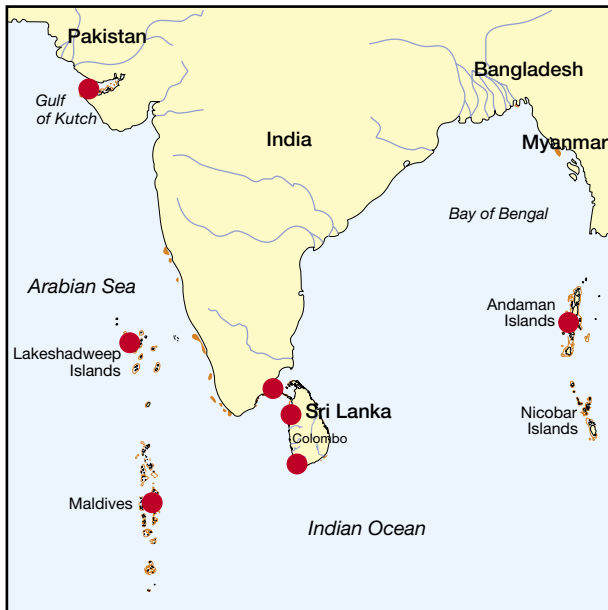 Pakistan
Bangladesh
Gulf
of Kutch
India
Myanmar
Bay of Bengal
Arabian Sea
Andaman
Islands
Lakeshadweep
Islands
Sri Lanka
Nicobar
Islands
Colombo
Maldives
Indian Ocean